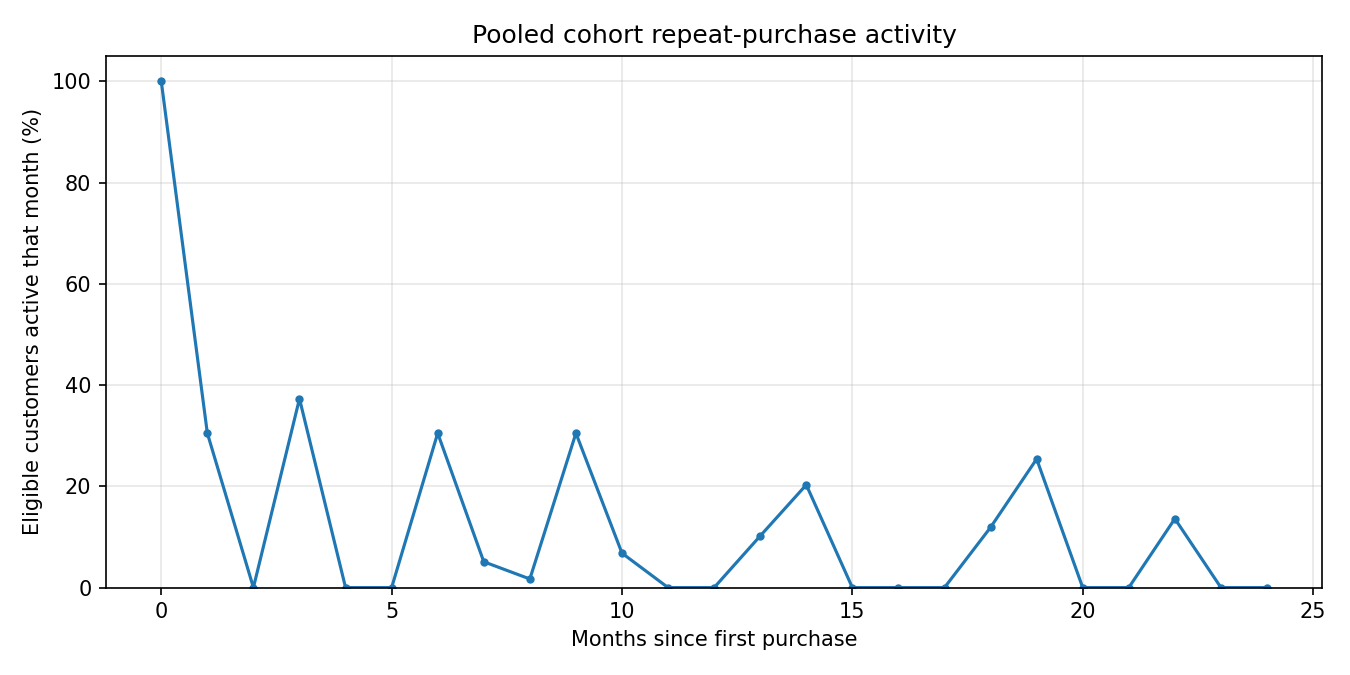 Pooled cohort repeat-purchase activity
Eligible customers active that month (%)
100
80
60
40
20
0
0 5 10 15 20 25
Months since first purchase